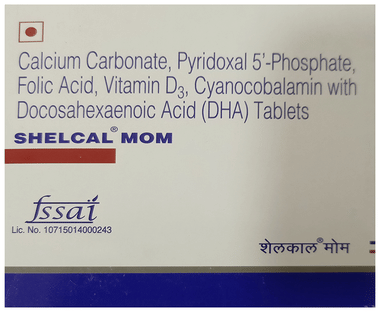 Calcium Carbonate, Pyridoxal 5'-Phosphate,
Folic Acid, Vitamin D3, Cyanocobalamin with
Docosahexaenoic Acid (DHA) Tablets
SHELCAL® MOM
fssai
Lic. No. 10715014000243
शेलकाल® मोम